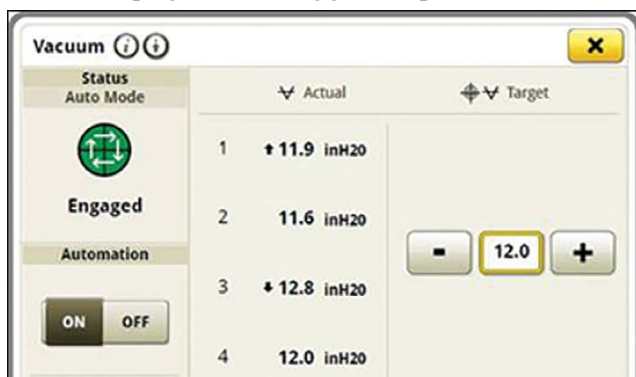 Vacuum
Status
Auto Mode
Actual
Target
1 11.9 inH20
Engaged
2 11.6 inH20
- 12.0 +
Automation
3 12.8 inH20
ON OFF
4 12.0 inH20